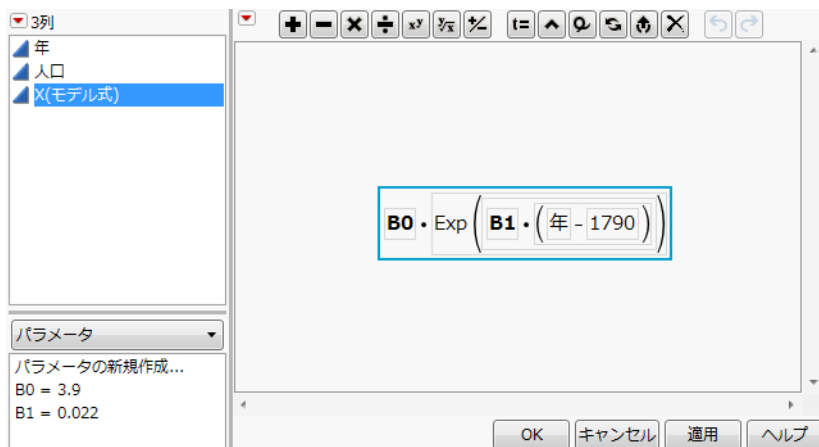 3列
年
人口
X(モデル式)
パラメータ
パラメータの新規作成...
B0 = 3.9
B1 = 0.022
+ − × ÷ xʸ ʸ√x +/− t= ^
B0 • Exp( B1 • ( 年 - 1790 ) )
OK キャンセル 適用 ヘルプ